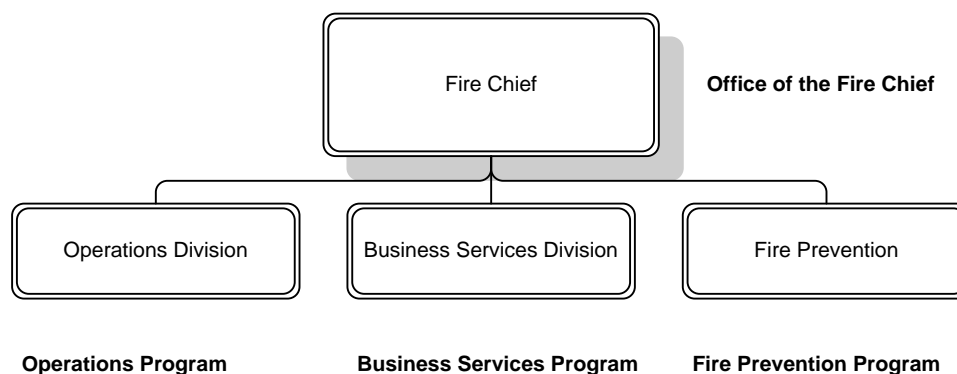 Fire Chief
Office of the Fire Chief
Operations Division
Business Services Division
Fire Prevention
Operations Program
Business Services Program
Fire Prevention Program